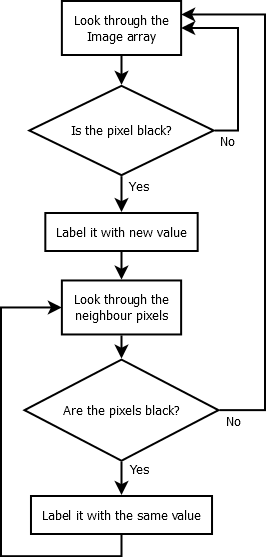 Look through the
Image array
Is the pixel black?
No
Yes
Label it with new value
Look through the
neighbour pixels
Are the pixels black?
No
Yes
Label it with the same value